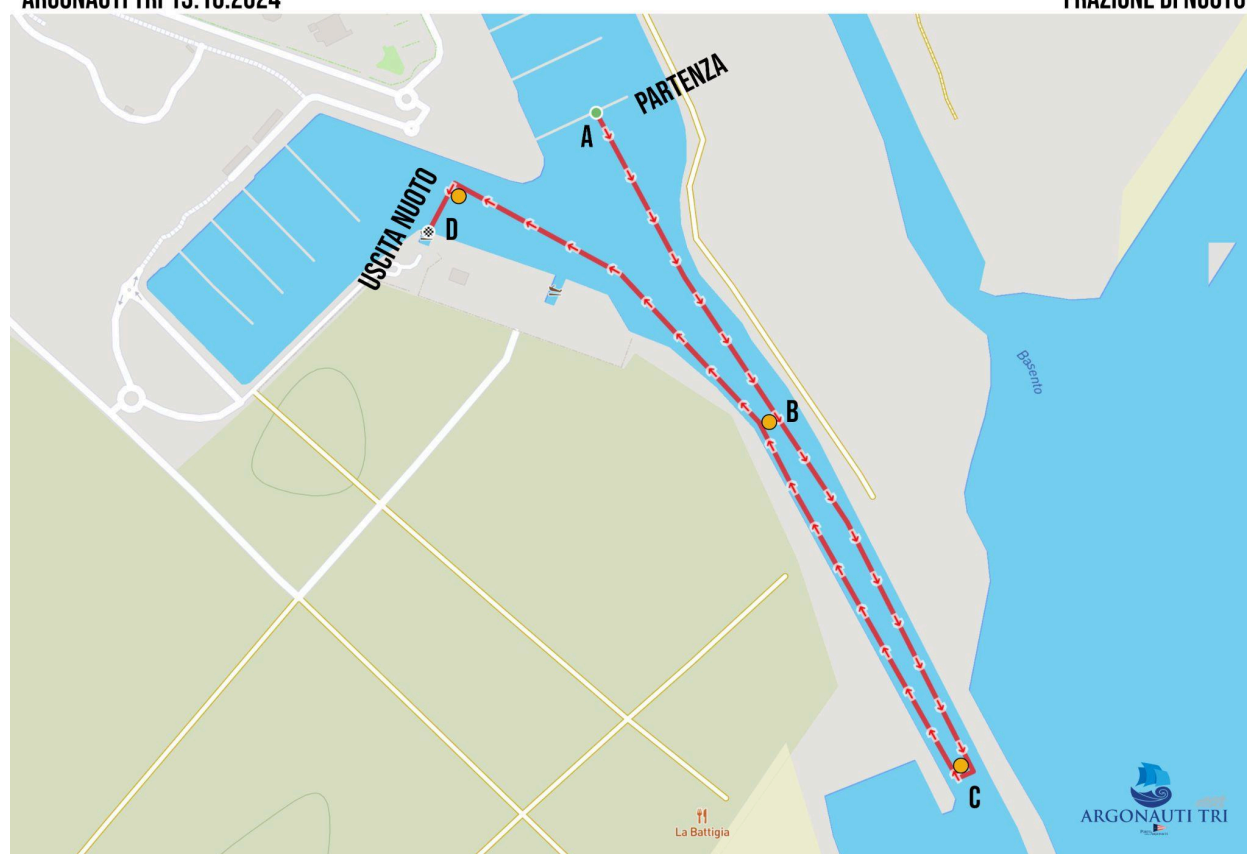 ARGONAUTI TRI 13.10.2024
FRAZIONE DI NUOTO
PARTENZA
A
USCITA NUOTO
D
B
Basento
C
La Battigia
ARGONAUTI TRI